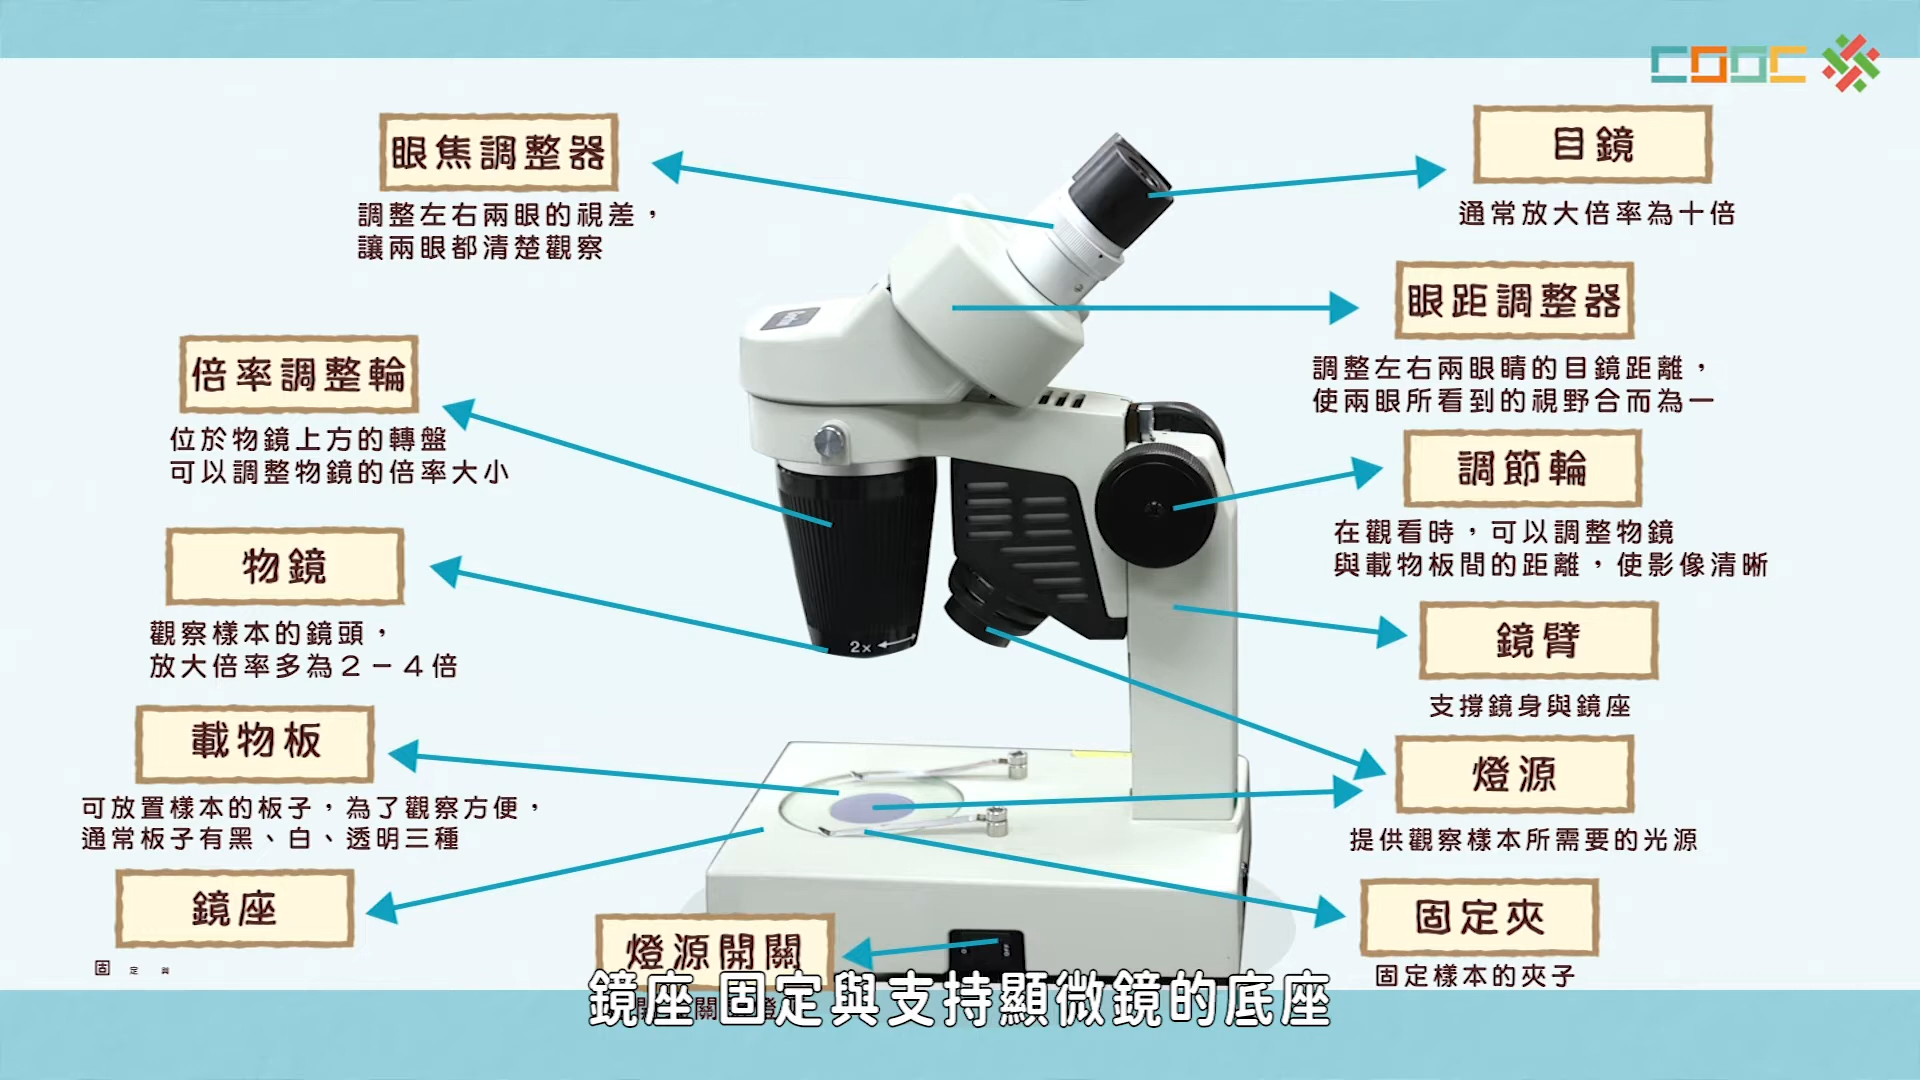 COOC
眼焦調整器
調整左右兩眼的視差，
讓兩眼都清楚觀察
目鏡
通常放大倍率為十倍
眼距調整器
調整左右兩眼睛的目鏡距離，
使兩眼所看到的視野合而為一
倍率調整輪
位於物鏡上方的轉盤
可以調整物鏡的倍率大小
調節輪
在觀看時，可以調整物鏡
與載物板間的距離，使影像清晰
物鏡
觀察樣本的鏡頭，
放大倍率多為2－4倍
2x
鏡臂
支撐鏡身與鏡座
載物板
可放置樣本的板子，為了觀察方便，
通常板子有黑、白、透明三種
燈源
提供觀察樣本所需要的光源
鏡座
固定與
燈源開關
OFF
固定夾
固定樣本的夾子
鏡座 固定與支持顯微鏡的底座